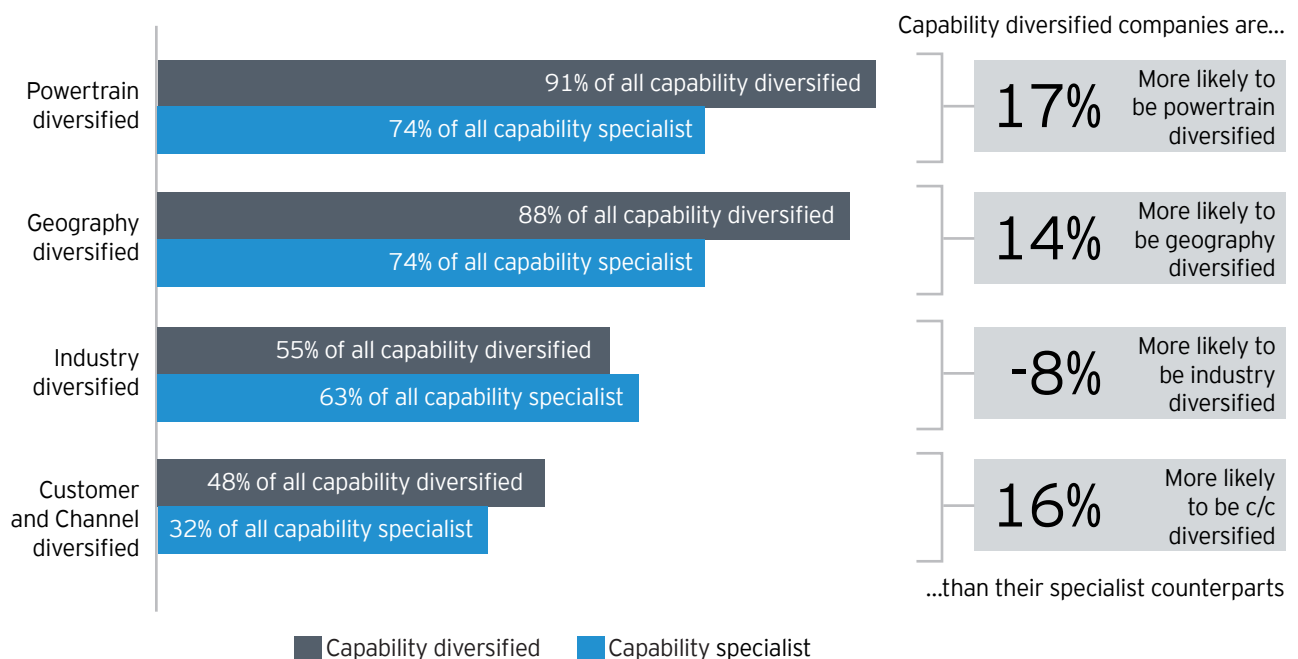 Capability diversified companies are...
Powertrain
diversified
91% of all capability diversified
74% of all capability specialist
17%
More likely to
be powertrain
diversified
Geography
diversified
88% of all capability diversified
74% of all capability specialist
14%
More likely to
be geography
diversified
Industry
diversified
55% of all capability diversified
63% of all capability specialist
-8%
More likely to
be industry
diversified
Customer
and Channel
diversified
48% of all capability diversified
32% of all capability specialist
16%
More likely
to be c/c
diversified
...than their specialist counterparts
Capability diversified
Capability specialist